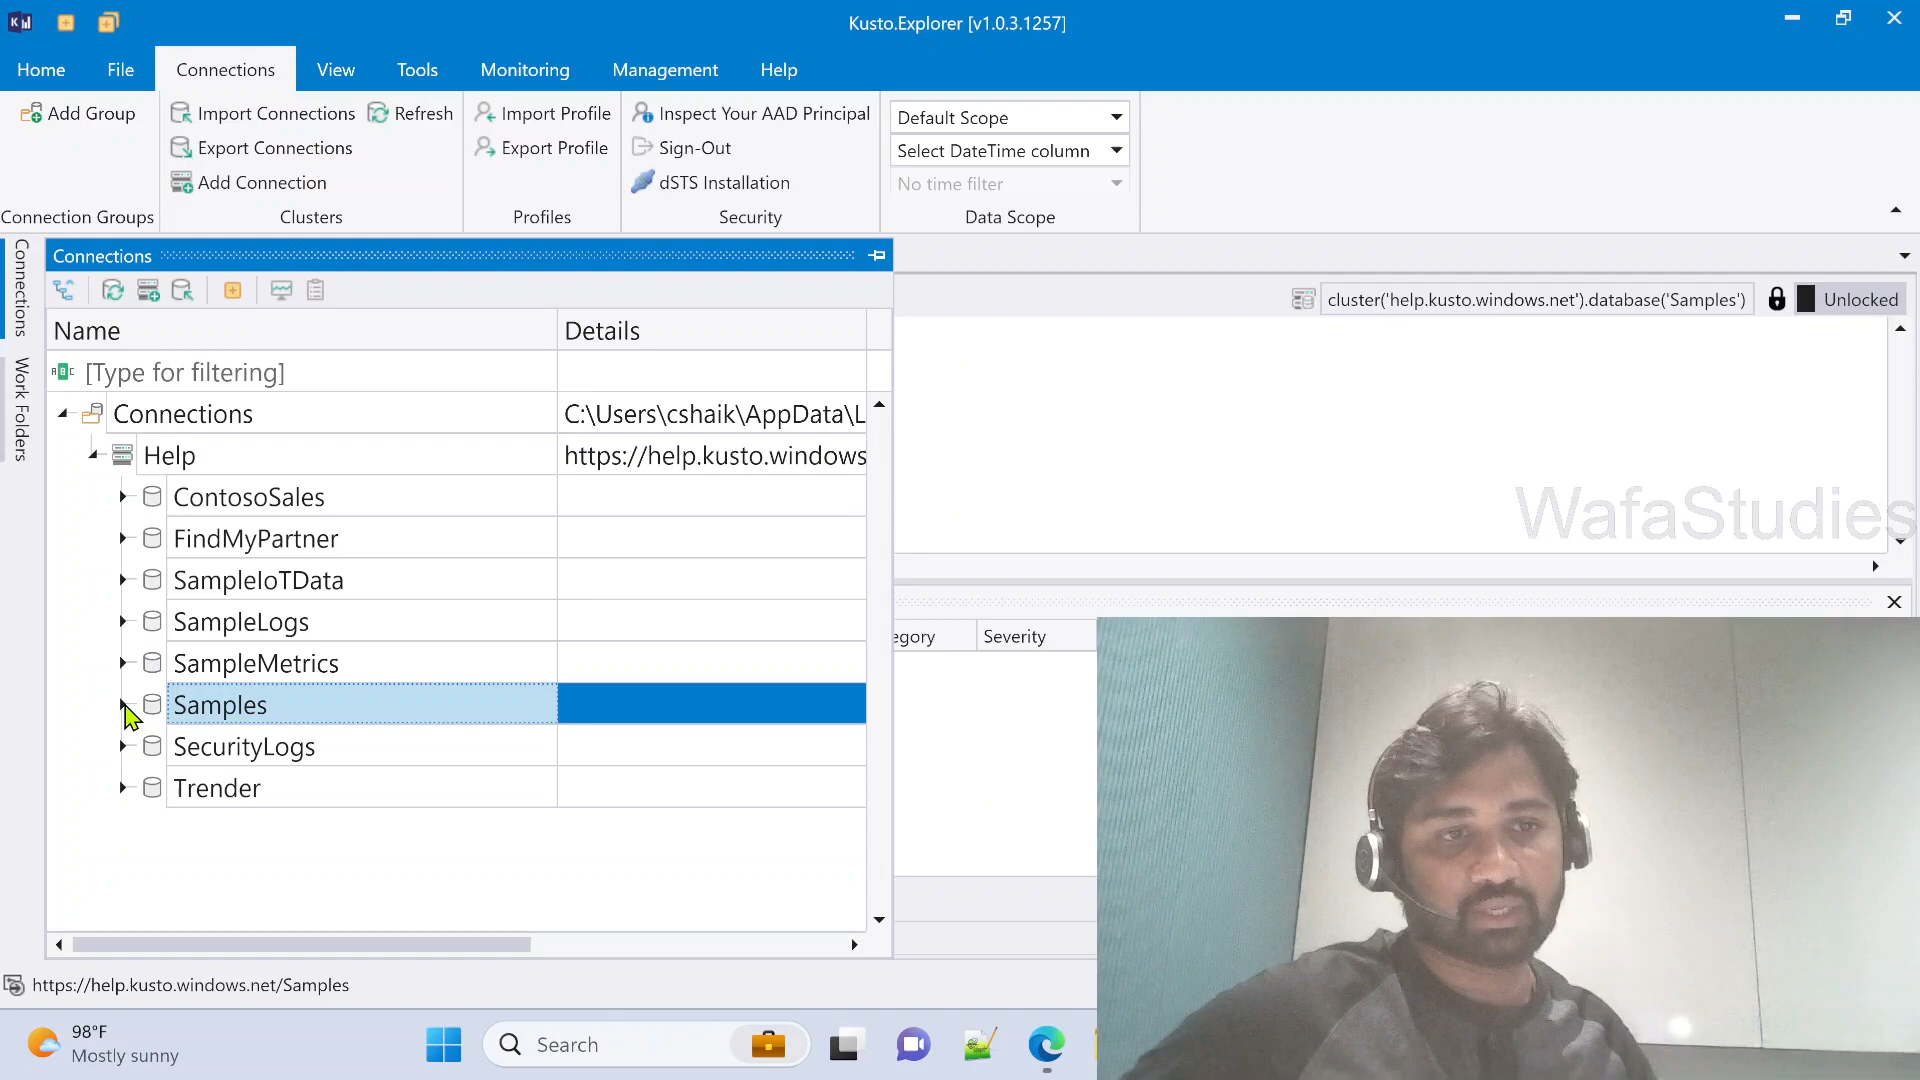 Kusto.Explorer [v1.0.3.1257]
Home File Connections View Tools Monitoring Management Help
Add Group Import Connections Refresh Import Profile Inspect Your AAD Principal Default Scope
Export Connections Export Profile Sign-Out Select DateTime column
Add Connection dSTS Installation No time filter
Connection Groups Clusters Profiles Security Data Scope
Connections
Work Folders
Connections
cluster('help.kusto.windows.net').database('Samples') Unlocked
Name Details
[Type for filtering]
Connections C:\Users\cshaik\AppData\L
Help https://help.kusto.windows
ContosoSales
FindMyPartner
SampleIoTData
SampleLogs
SampleMetrics
Samples
SecurityLogs
Trender
WafaStudies
egory Severity
https://help.kusto.windows.net/Samples
98°F
Mostly sunny
Search